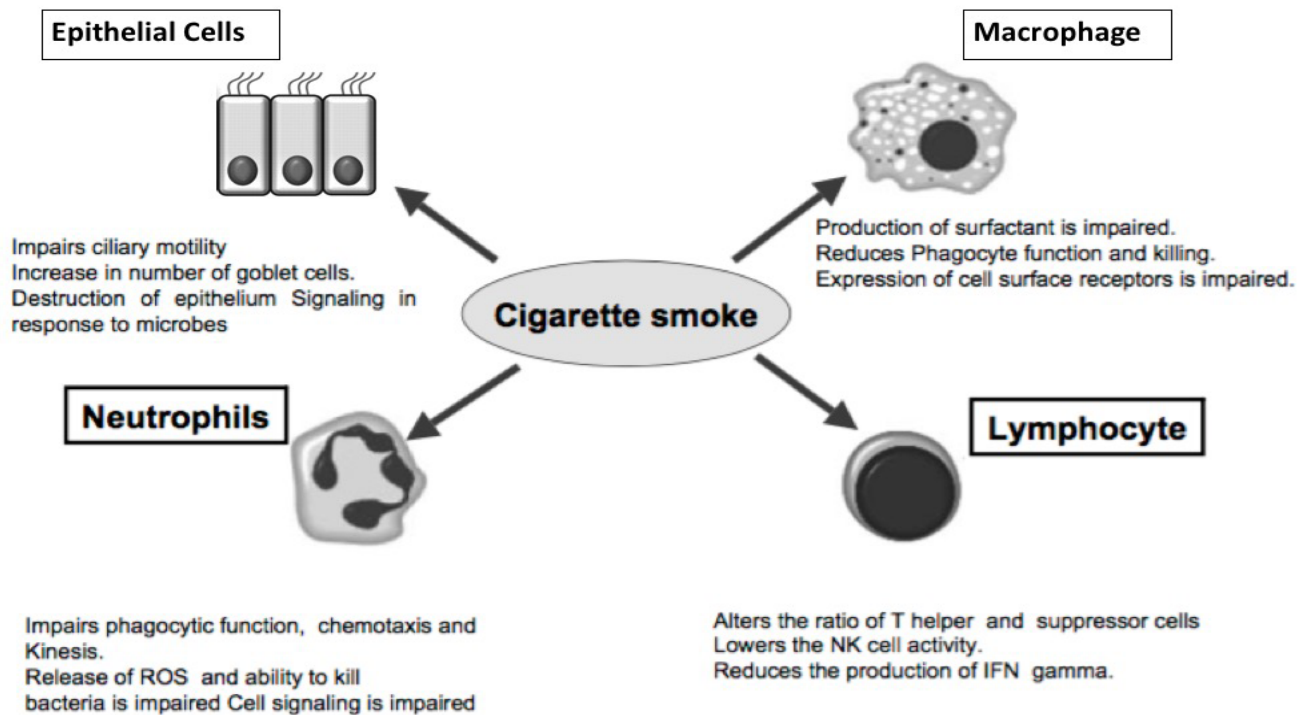 Epithelial Cells
Macrophage
Impairs ciliary motility
Increase in number of goblet cells.
Destruction of epithelium Signaling in
response to microbes
Production of surfactant is impaired.
Reduces Phagocyte function and killing.
Expression of cell surface receptors is impaired.
Cigarette smoke
Neutrophils
Lymphocyte
Impairs phagocytic function, chemotaxis and
Kinesis.
Release of ROS and ability to kill
bacteria is impaired Cell signaling is impaired
Alters the ratio of T helper and suppressor cells
Lowers the NK cell activity.
Reduces the production of IFN gamma.